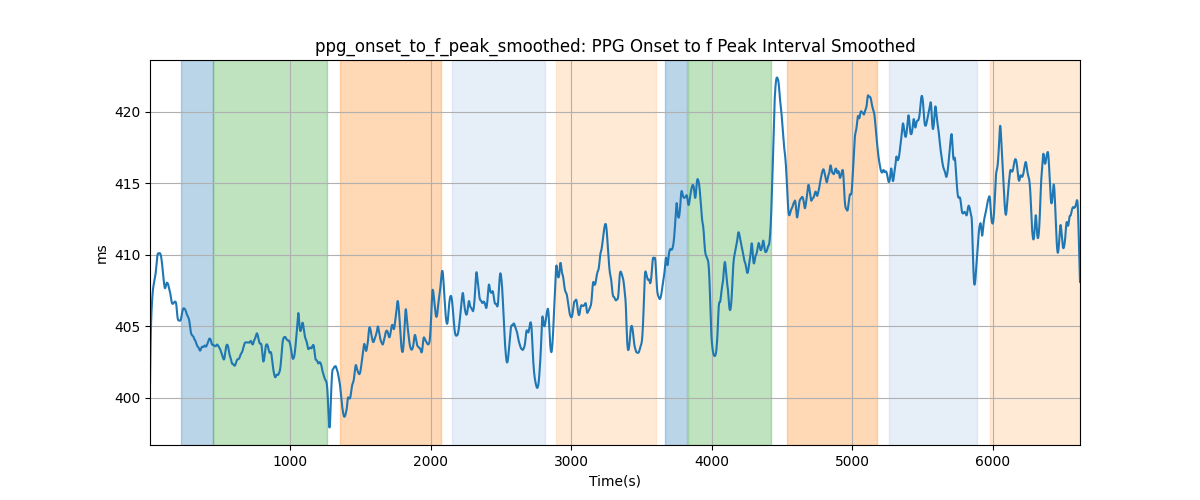 ppg_onset_to_f_peak_smoothed: PPG Onset to f Peak Interval Smoothed
420
415
410
405
400
ms
1000 2000 3000 4000 5000 6000
Time(s)